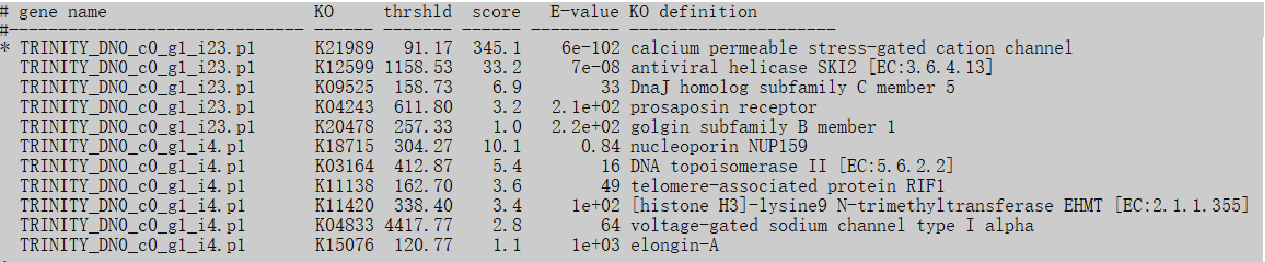 # gene name                     KO     thrshld  score   E-value KO definition
#------------------------------ ------ ------- ------ --------- ---------------------
* TRINITY_DN0_c0_g1_i23.p1      K21989   91.17  345.1    6e-102 calcium permeable stress-gated cation channel
  TRINITY_DN0_c0_g1_i23.p1      K12599 1158.53   33.2     7e-08 antiviral helicase SKI2 [EC:3.6.4.13]
  TRINITY_DN0_c0_g1_i23.p1      K09525  158.73    6.9        33 DnaJ homolog subfamily C member 5
  TRINITY_DN0_c0_g1_i23.p1      K04243  611.80    3.2   2.1e+02 prosaposin receptor
  TRINITY_DN0_c0_g1_i23.p1      K20478  257.33    1.0   2.2e+02 golgin subfamily B member 1
  TRINITY_DN0_c0_g1_i4.p1       K18715  304.27   10.1      0.84 nucleoporin NUP159
  TRINITY_DN0_c0_g1_i4.p1       K03164  412.87    5.4        16 DNA topoisomerase II [EC:5.6.2.2]
  TRINITY_DN0_c0_g1_i4.p1       K11138  162.70    3.6        49 telomere-associated protein RIF1
  TRINITY_DN0_c0_g1_i4.p1       K11420  338.40    3.4     1e+02 [histone H3]-lysine9 N-trimethyltransferase EHMT [EC:2.1.1.355]
  TRINITY_DN0_c0_g1_i4.p1       K04833 4417.77    2.8        64 voltage-gated sodium channel type I alpha
  TRINITY_DN0_c0_g1_i4.p1       K15076  120.77    1.1     1e+03 elongin-A